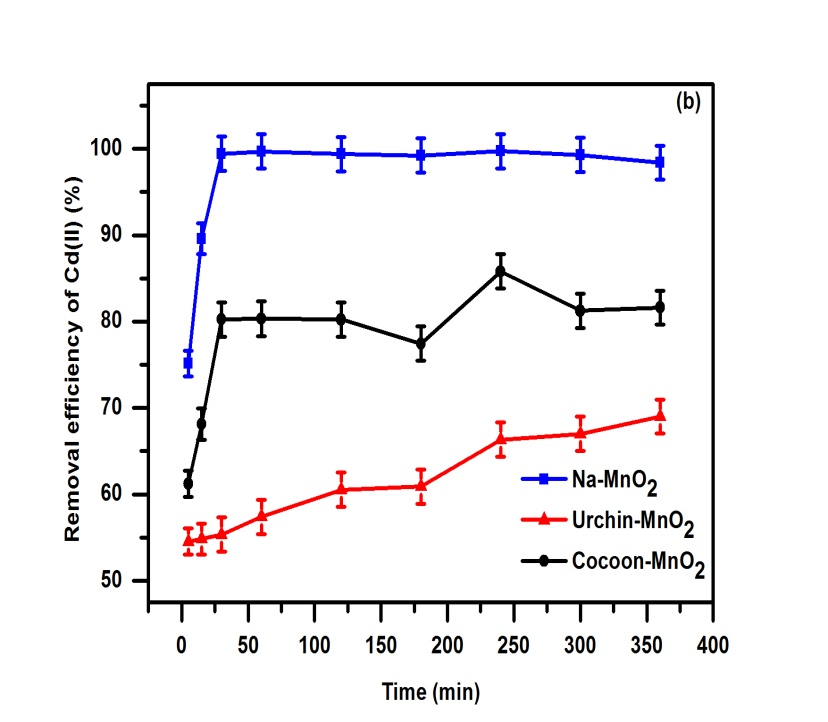 (b)
100
90
80
70
60
50
Removal efficiency of Cd(II) (%)
Na-MnO2
Urchin-MnO2
Cocoon-MnO2
0 50 100 150 200 250 300 350 400
Time (min)